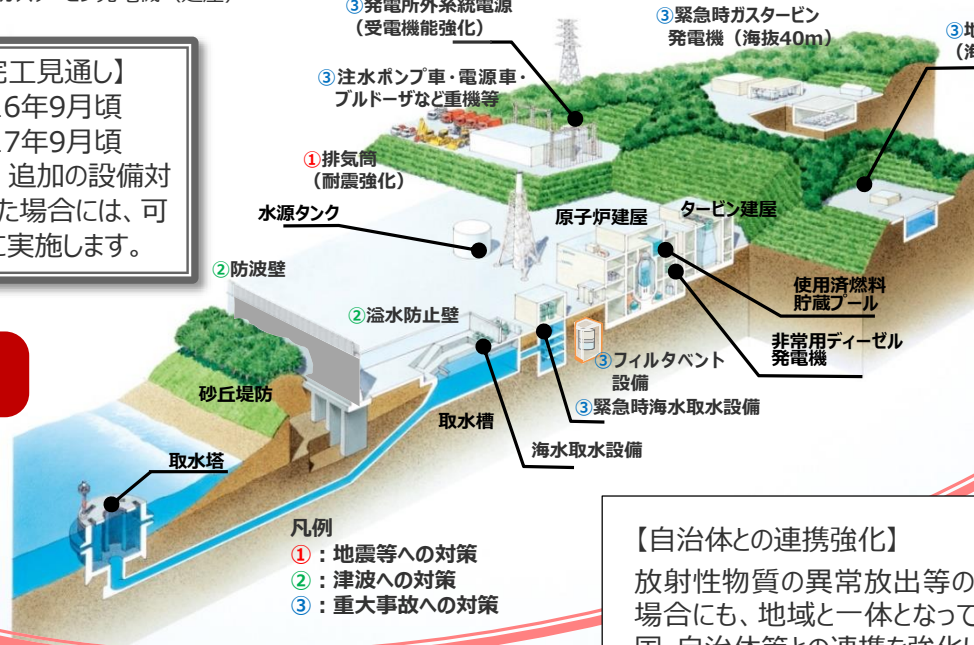 ③発電所外系統電源
（受電機能強化）
③緊急時ガスタービン
発電機（海抜40m）
③注水ポンプ車・電源車・
ブルドーザなど重機等
完工見通し】
6年9月頃
7年9月頃
追加の設備対
た場合には、可
に実施します。
①排気筒
（耐震強化）
水源タンク
原子炉建屋
タービン建屋
②防波壁
②溢水防止壁
使用済燃料
貯蔵プール
非常用ディーゼル
発電機
③フィルタベント
設備
③緊急時海水取水設備
砂丘堤防
取水槽
海水取水設備
取水塔
凡例
①：地震等への対策
②：津波への対策
③：重大事故への対策
【自治体との連携強化】
放射性物質の異常放出等の
場合にも、地域と一体となって